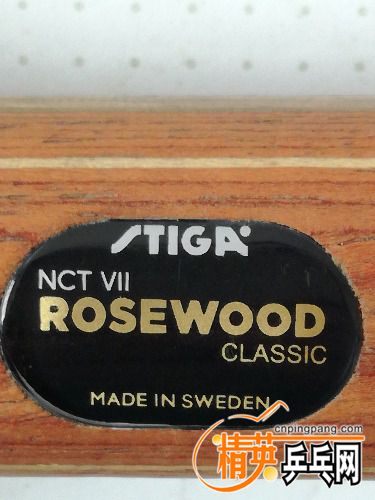 STIGA
NCT VII
ROSEWOOD
CLASSIC
MADE IN SWEDEN
cnpingpang.com
精英乒乓网